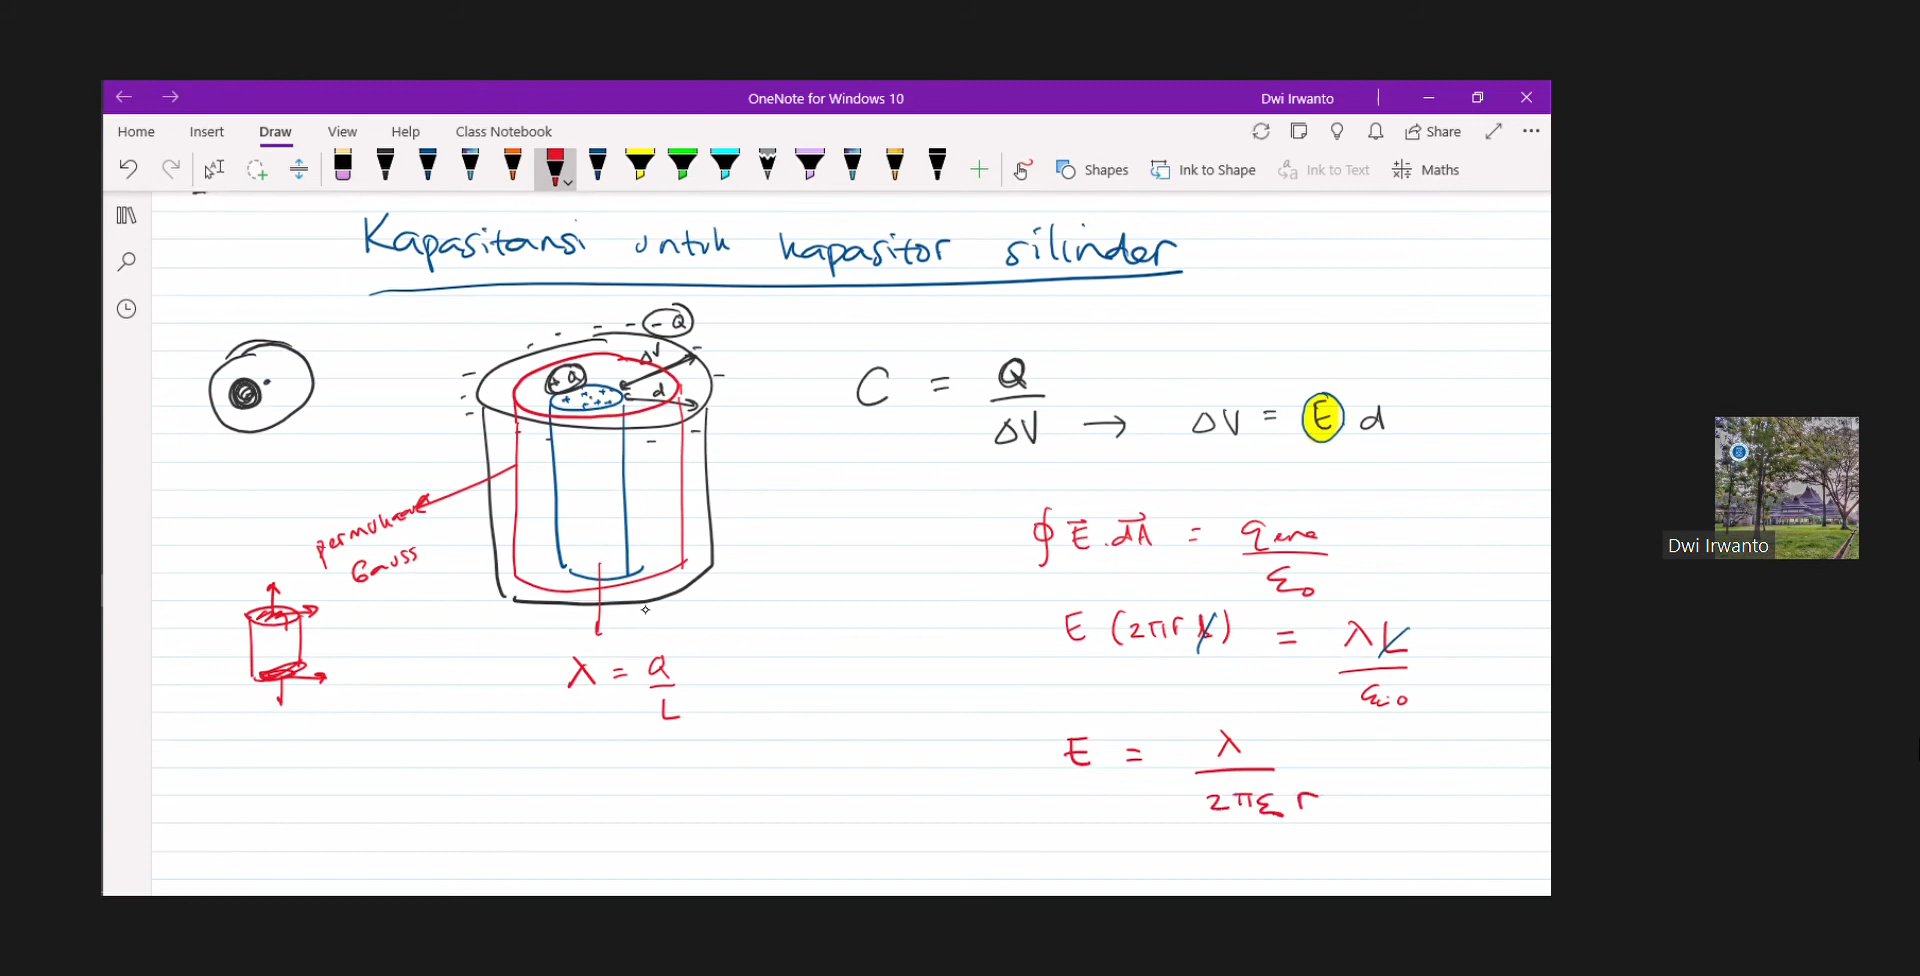 OneNote for Windows 10
Dwi Irwanto
Home Insert Draw View Help Class Notebook
Share
Shapes Ink to Shape Ink to Text Maths
Kapasitansi untuk kapasitor silinder
- Q
ΔV
+ Q
d
C = Q / ΔV → ΔV = E d
permukaan
Gauss
∮ E⃗ . dA⃗ = q enc / ε0
E (2πr L) = λL / ε0
λ = Q / L
E = λ / 2πε0 r
Dwi Irwanto